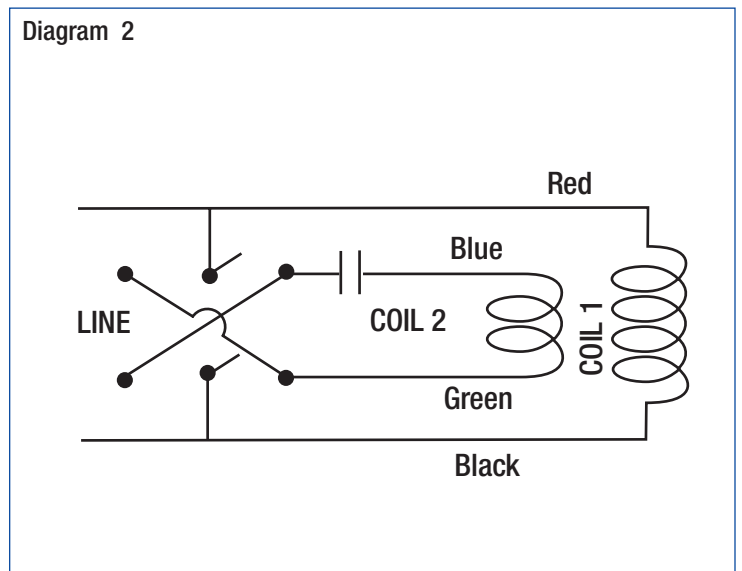 Diagram 2
Red
Blue
LINE
COIL 2
COIL 1
Green
Black